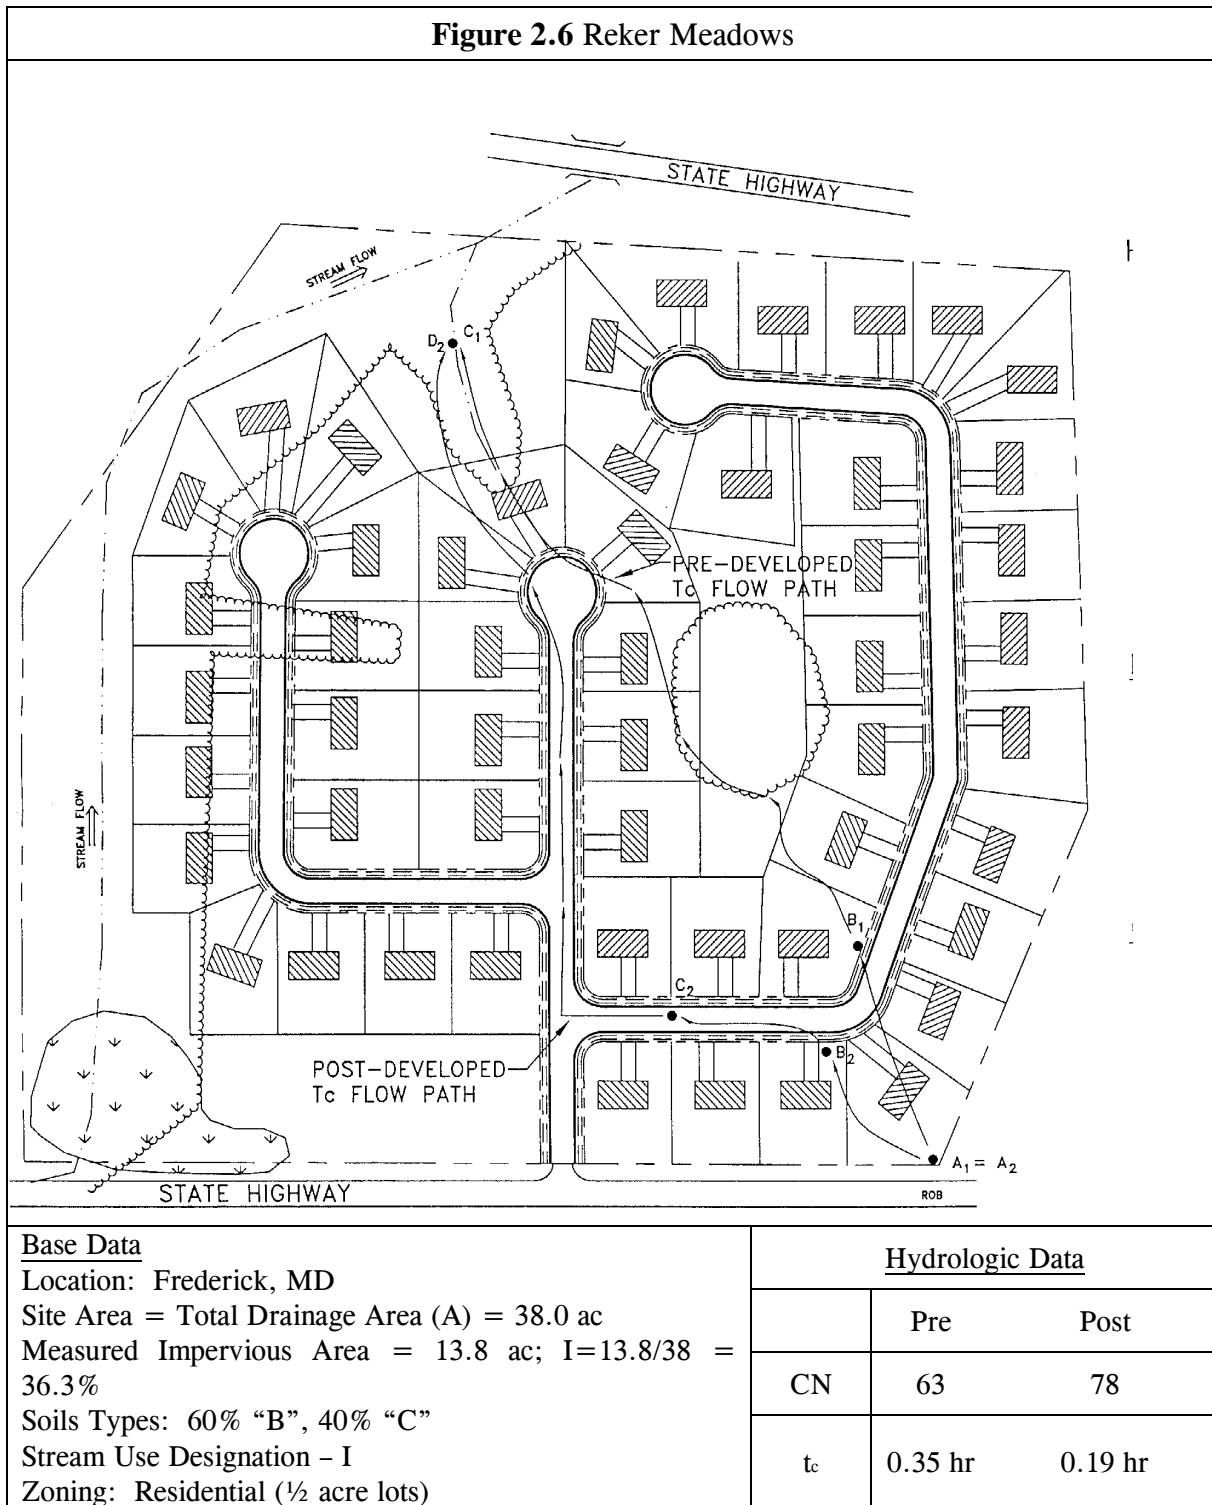 Figure 2.6 Reker Meadows
STATE HIGHWAY
STREAM FLOW
D2 C1
PRE-DEVELOPED
Tc FLOW PATH
STREAM FLOW
B1
C2
B2
POST-DEVELOPED
Tc FLOW PATH
A1 = A2
STATE HIGHWAY
ROB
Base Data
Location: Frederick, MD
Site Area = Total Drainage Area (A) = 38.0 ac
Measured Impervious Area = 13.8 ac; I=13.8/38 =
36.3%
Soils Types: 60% “B”, 40% “C”
Stream Use Designation – I
Zoning: Residential (½ acre lots)
Hydrologic Data
Pre Post
CN 63 78
tc 0.35 hr 0.19 hr